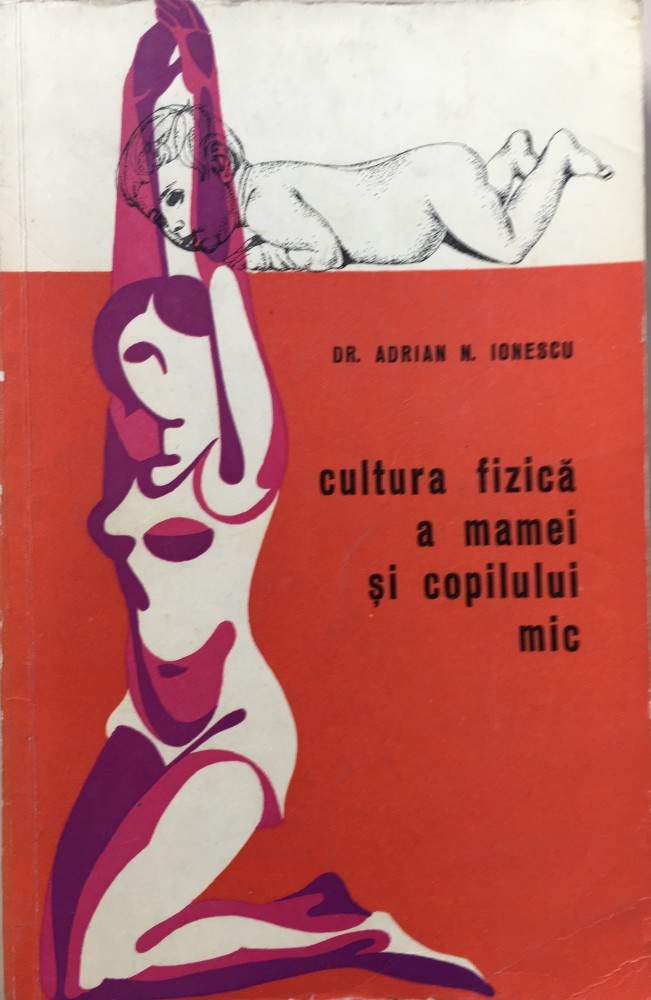 DR. ADRIAN N. IONESCU
cultura fizică
a mamei
și copilului
mic